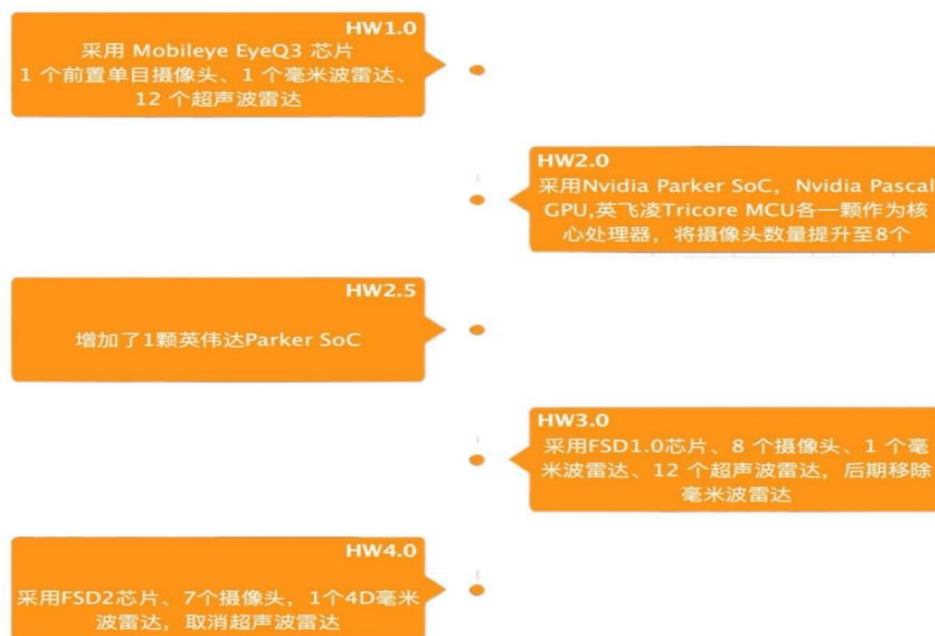 HW1.0
采用 Mobileye EyeQ3 芯片
1 个前置单目摄像头、1 个毫米波雷达、
12 个超声波雷达
HW2.0
采用Nvidia Parker SoC，Nvidia Pascal
GPU,英飞凌Tricore MCU各一颗作为核
心处理器，将摄像头数量提升至8个
HW2.5
增加了1颗英伟达Parker SoC
HW3.0
采用FSD1.0芯片、8 个摄像头、1 个毫
米波雷达、12 个超声波雷达，后期移除
毫米波雷达
HW4.0
采用FSD2芯片、7个摄像头，1个4D毫米
波雷达，取消超声波雷达